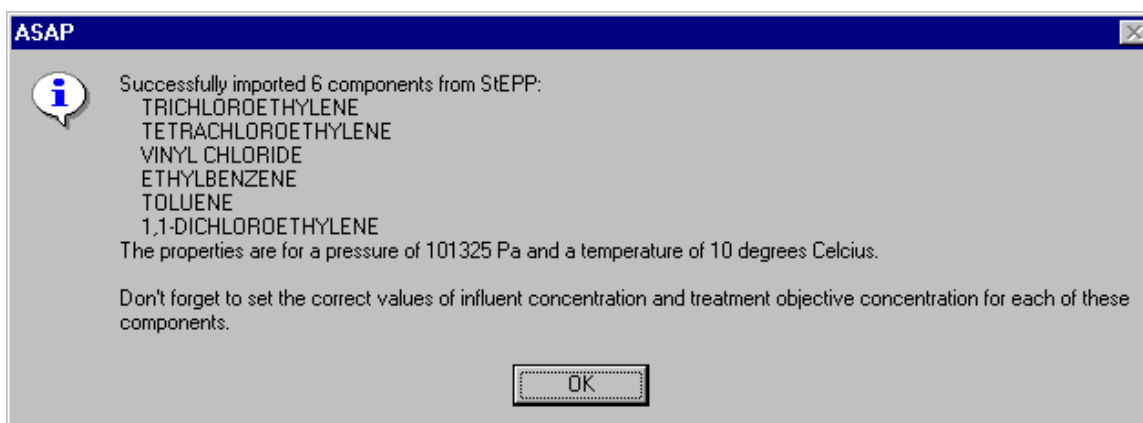 ASAP
Successfully imported 6 components from StEPP:
TRICHLOROETHYLENE
TETRACHLOROETHYLENE
VINYL CHLORIDE
ETHYLBENZENE
TOLUENE
1,1-DICHLOROETHYLENE
The properties are for a pressure of 101325 Pa and a temperature of 10 degrees Celcius.
Don't forget to set the correct values of influent concentration and treatment objective concentration for each of these
components.
OK